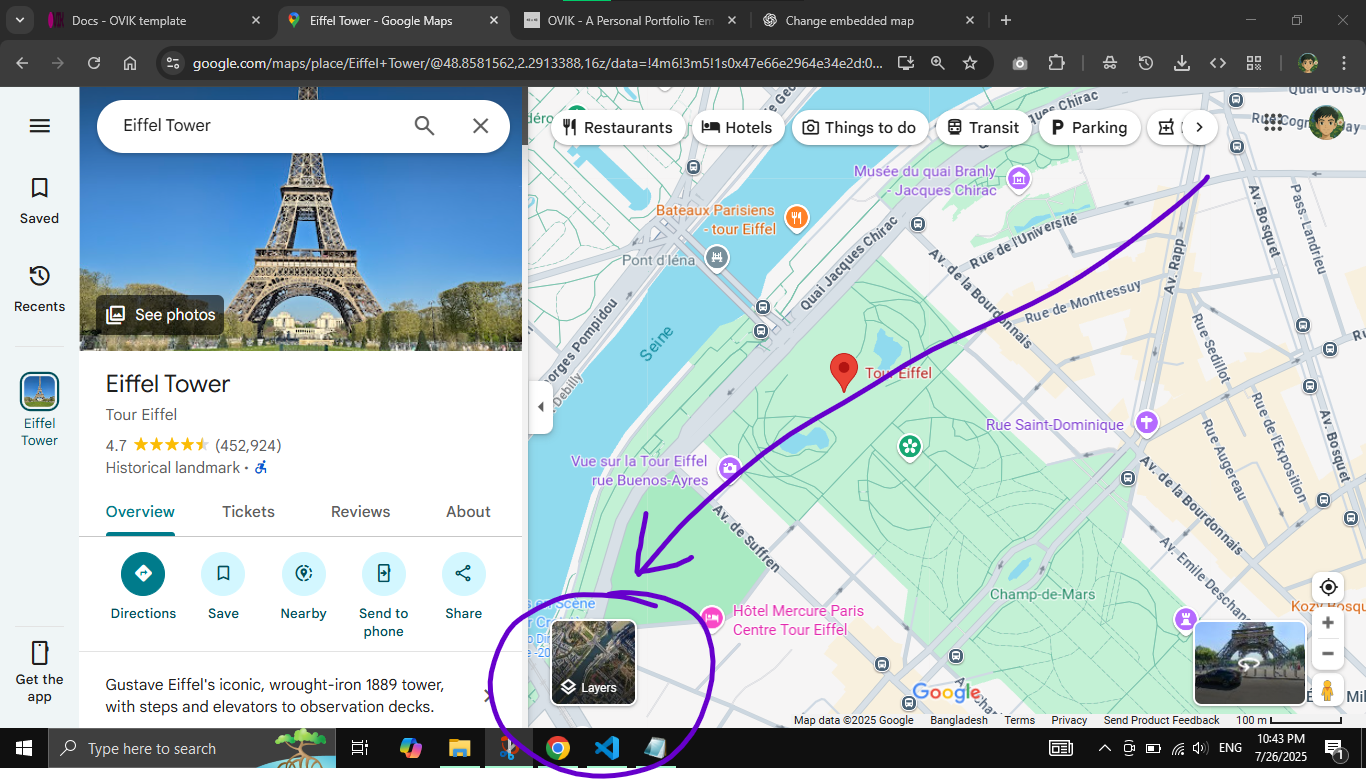 Docs - OVIK template
Eiffel Tower - Google Maps
OVIK - A Personal Portfolio Tem
Change embedded map
google.com/maps/place/Eiffel+Tower/@48.8581562,2.2913388,16z/data=!4m6!3m5!1s0x47e66e2964e34e2d:0...
Eiffel Tower
Restaurants
Hotels
Things to do
Transit
Parking
Saved
Recents
Eiffel
Tower
Get the
app
See photos
Eiffel Tower
Tour Eiffel
4.7
(452,924)
Historical landmark ·
Overview
Tickets
Reviews
About
Directions
Save
Nearby
Send to
phone
Share
Gustave Eiffel's iconic, wrought-iron 1889 tower,
with steps and elevators to observation decks.
Quai d'Orsay
Jacques Chirac
Musée du quai Branly
- Jacques Chirac
Bateaux Parisiens
- tour Eiffel
Pont d'Iéna
Quai Jacques Chirac
Rue de l'Université
Av. de la Bourdonnais
Rue de Monttessuy
Av. Rapp
Av. Bosquet
Pass. Landrieu
Seine
Debilly
Tour Eiffel
Rue Sédillot
Rue Saint-Dominique
Rue de l'Exposition
Rue Augereau
Av. Bosquet
Vue sur la Tour Eiffel
rue Buenos-Ayres
Av. de Suffren
Av. de la Bourdonnais
Av. Emile Deschan
Champ-de-Mars
Hôtel Mercure Paris
Centre Tour Eiffel
Layers
Google
Map data ©2025 Google
Bangladesh
Terms
Privacy
Send Product Feedback
100 m
Type here to search
ENG
10:43 PM
7/26/2025
1